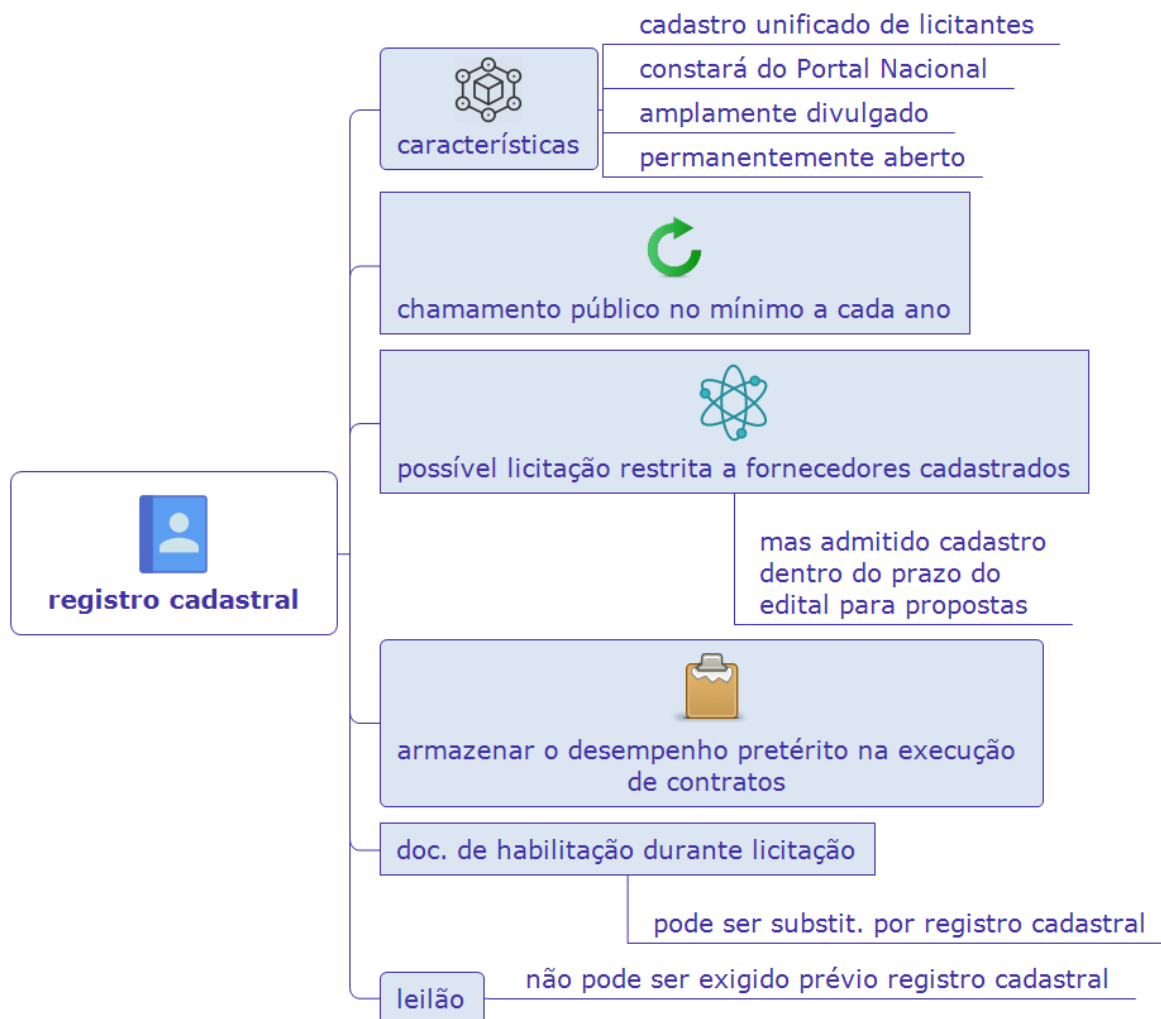 cadastro unificado de licitantes
constará do Portal Nacional
características
amplamente divulgado
permanentemente aberto
chamamento público no mínimo a cada ano
possível licitação restrita a fornecedores cadastrados
mas admitido cadastro
dentro do prazo do
edital para propostas
registro cadastral
armazenar o desempenho pretérito na execução
de contratos
doc. de habilitação durante licitação
pode ser substit. por registro cadastral
leilão
não pode ser exigido prévio registro cadastral